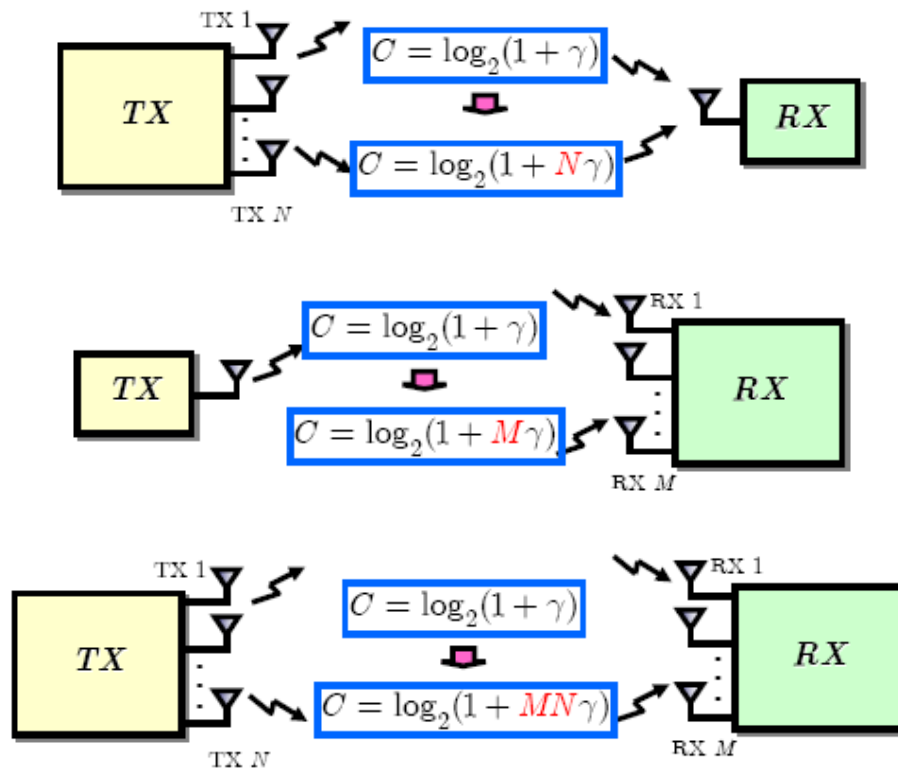 TX 1
C = log₂(1 + γ)
TX
RX
C = log₂(1 + Nγ)
TX N
RX 1
C = log₂(1 + γ)
TX
RX
C = log₂(1 + Mγ)
RX M
TX 1
RX 1
C = log₂(1 + γ)
TX
RX
C = log₂(1 + MNγ)
TX N
RX M